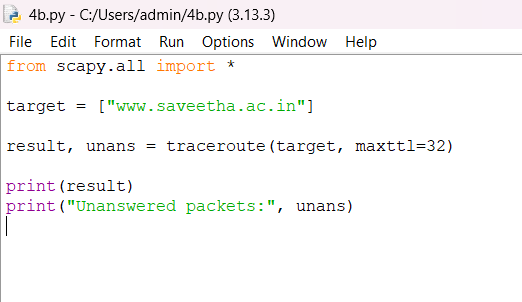 4b.py - C:/Users/admin/4b.py (3.13.3)
File Edit Format Run Options Window Help
from scapy.all import *
target = ["www.saveetha.ac.in"]
result, unans = traceroute(target, maxttl=32)
print(result)
print("Unanswered packets:", unans)